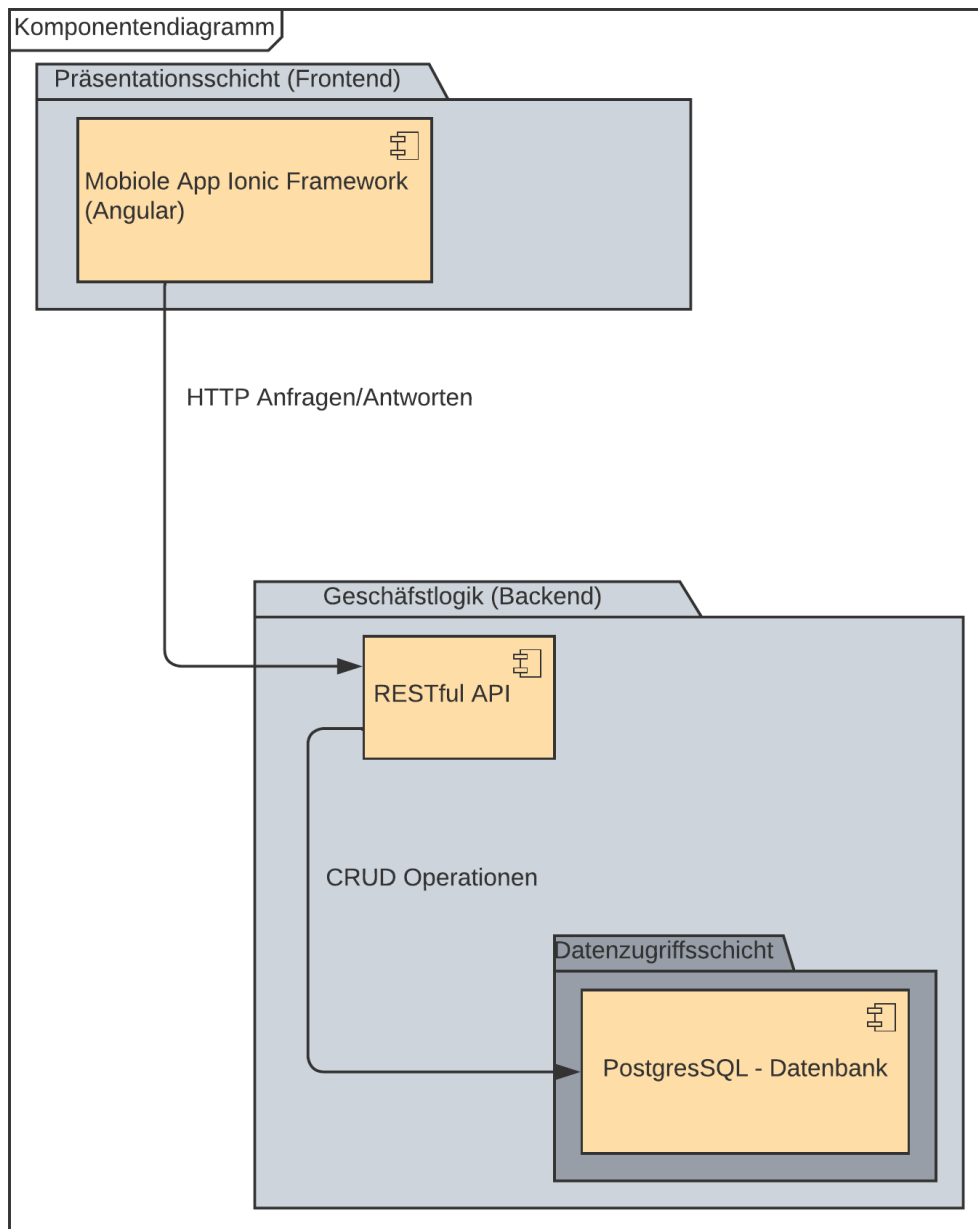 Komponentendiagramm
Präsentationsschicht (Frontend)
Mobiole App Ionic Framework
(Angular)
HTTP Anfragen/Antworten
Geschäfstlogik (Backend)
RESTful API
CRUD Operationen
Datenzugriffsschicht
PostgresSQL - Datenbank